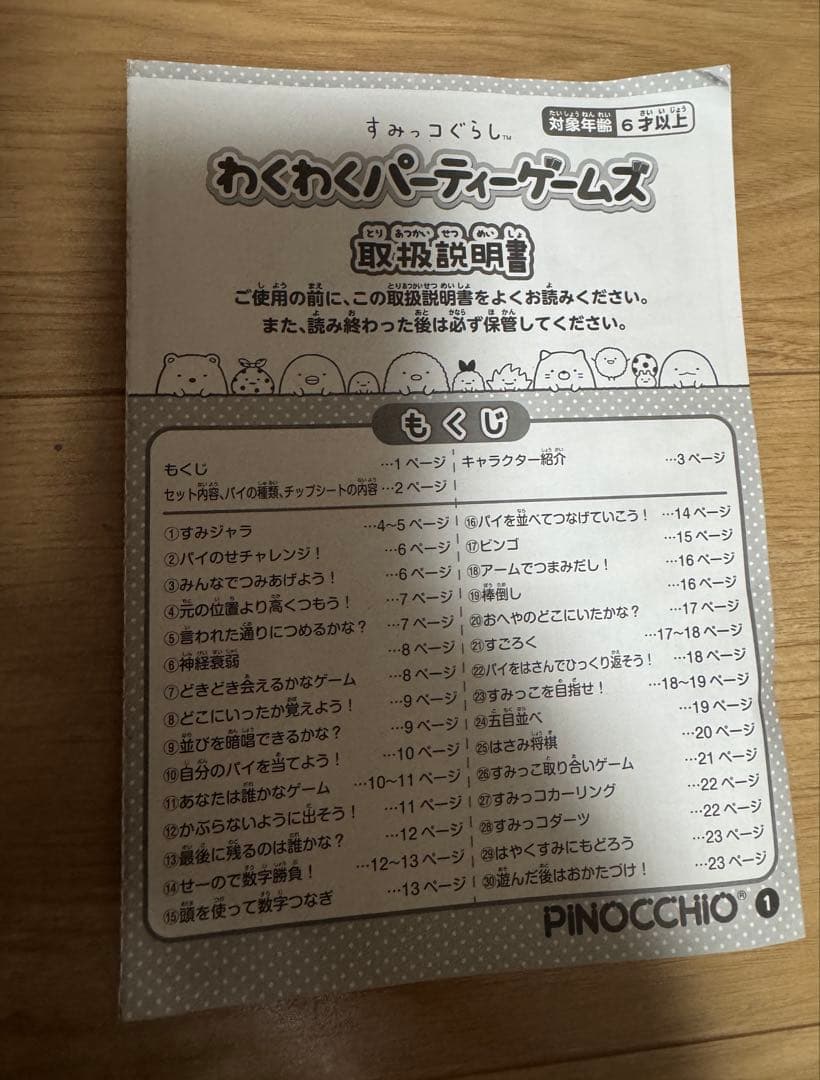 すみっコぐらし™
対象年齢 6才以上
わくわくパーティーゲームズ
取扱説明書
ご使用の前に、この取扱説明書をよくお読みください。
また、読み終わった後は必ず保管してください。
もくじ
もくじ …1ページ
セット内容、パイの種類、チップシートの内容 …2ページ
キャラクター紹介 …3ページ
①すみジャラ …4~5ページ
②パイのせチャレンジ! …6ページ
③みんなでつみあげよう! …6ページ
④元の位置より高くつもう! …7ページ
⑤言われた通りにつめるかな? …7ページ
⑥神経衰弱 …8ページ
⑦どきどき会えるかなゲーム …8ページ
⑧どこにいったか覚えよう! …9ページ
⑨並びを暗唱できるかな? …9ページ
⑩自分のパイを当てよう! …10ページ
⑪あなたは誰かなゲーム …10~11ページ
⑫かぶらないように出そう! …11ページ
⑬最後に残るのは誰かな? …12ページ
⑭せーので数字勝負! …12~13ページ
⑮頭を使って数字つなぎ …13ページ
⑯パイを並べてつなげていこう! …14ページ
⑰ビンゴ …15ページ
⑱アームでつまみだし! …16ページ
⑲棒倒し …16ページ
⑳おへやのどこにいたかな? …17ページ
㉑すごろく …17~18ページ
㉒パイをはさんでひっくり返そう! …18ページ
㉓すみっこを目指せ! …18~19ページ
㉔五目並べ …19ページ
㉕はさみ将棋 …20ページ
㉖すみっこ取り合いゲーム …21ページ
㉗すみっコカーリング …22ページ
㉘すみっコダーツ …22ページ
㉙はやくすみにもどろう …23ページ
㉚遊んだ後はおかたづけ! …23ページ
PINOCCHIO® 1